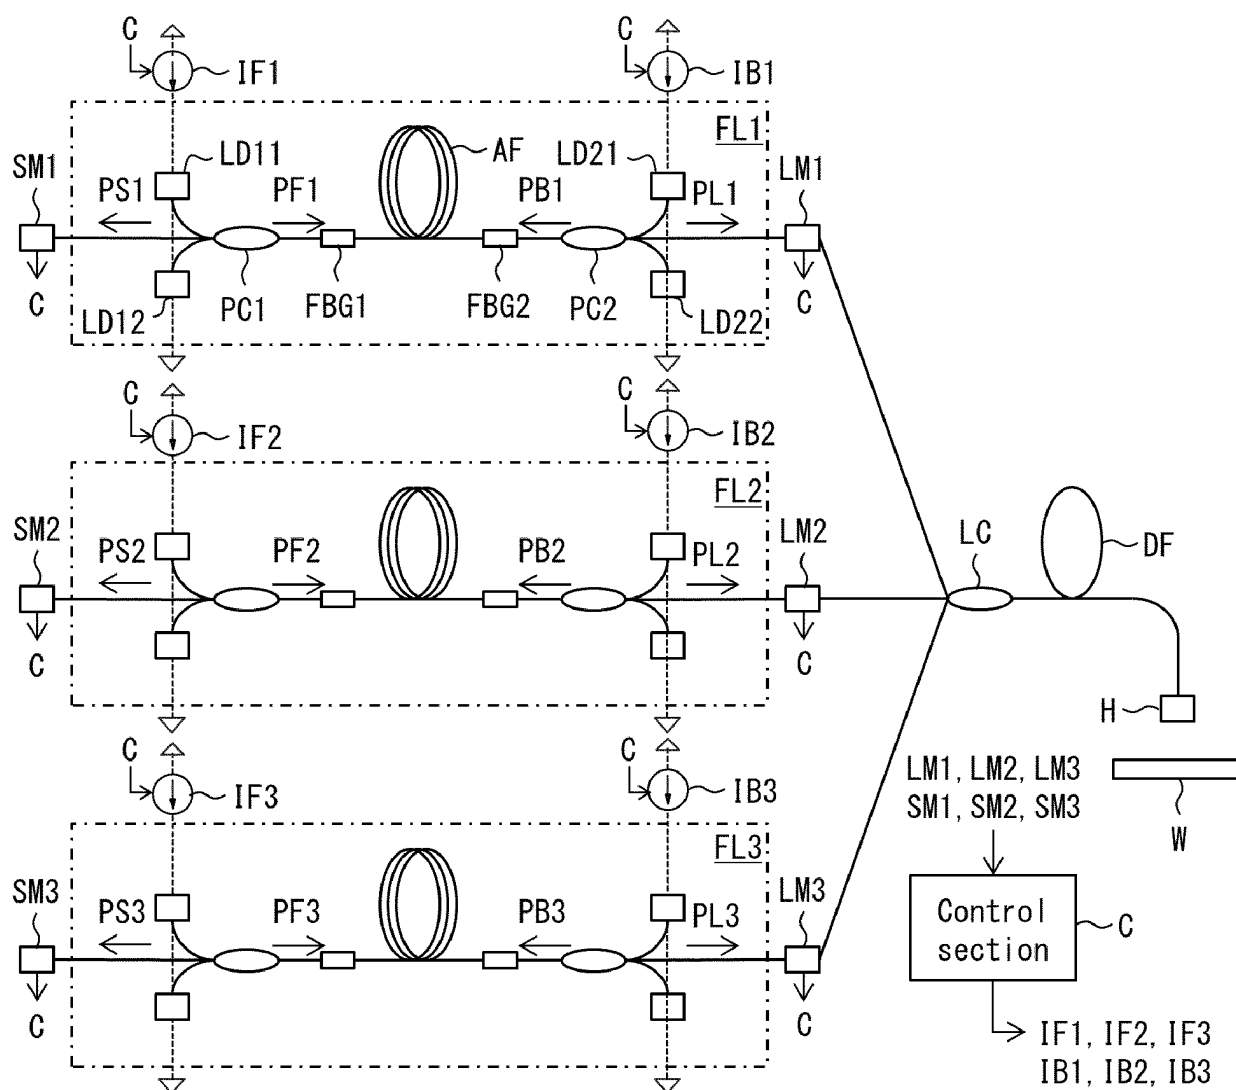 C
IF1
C
IB1
FL1
SM1
LD11
AF
LD21
LM1
PS1
PF1
PB1
PL1
C
LD12
PC1
FBG1
FBG2
PC2
LD22
C
C
IF2
C
IB2
FL2
SM2
PS2
PF2
PB2
PL2
LM2
LC
DF
C
C
H
C
IF3
C
IB3
LM1, LM2, LM3
SM1, SM2, SM3
W
FL3
SM3
PS3
PF3
PB3
PL3
LM3
Control
section
C
C
C
IF1, IF2, IF3
IB1, IB2, IB3